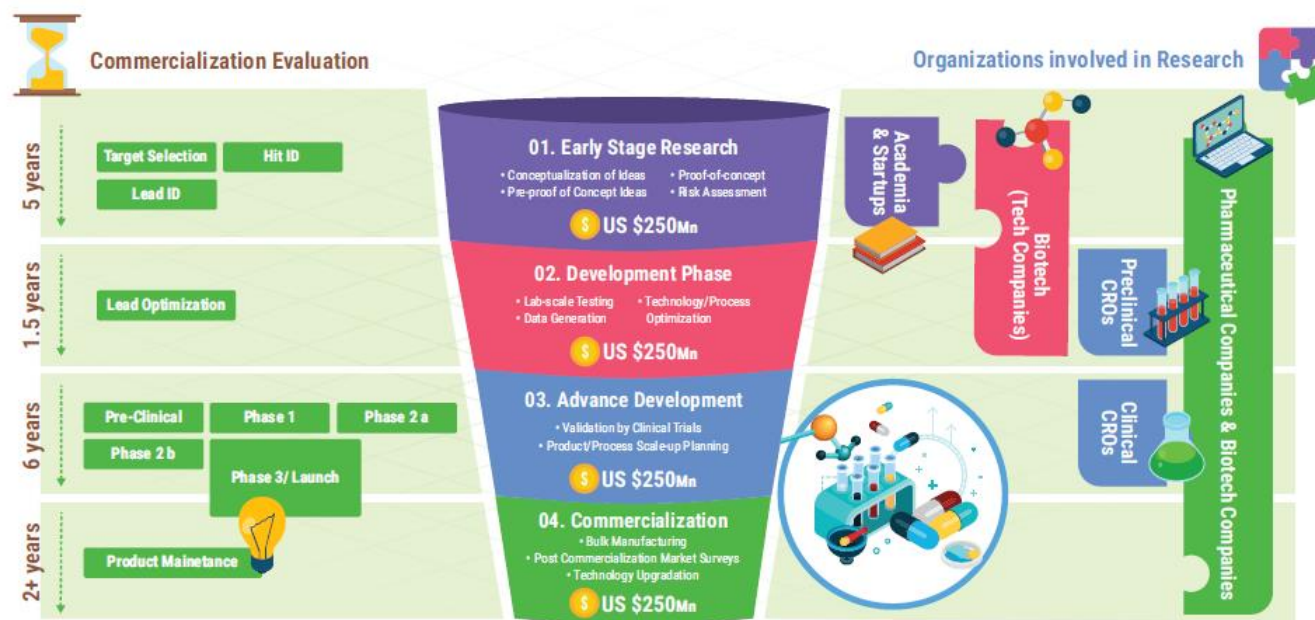 Commercialization Evaluation
Organizations involved in Research
5 years
Target Selection
Hit ID
Lead ID
01. Early Stage Research
• Conceptualization of Ideas
• Proof-of-concept
• Pre-proof of Concept Ideas
• Risk Assessment
$ US $250Mn
Academia
& Startups
Biotech
(Tech Companies)
Pharmaceutical Companies & Biotech Companies
1.5 years
Lead Optimization
02. Development Phase
• Lab-scale Testing
• Technology/Process
• Data Generation
Optimization
$ US $250Mn
Preclinical
CROs
6 years
Pre-Clinical
Phase 1
Phase 2 a
Phase 2 b
Phase 3/ Launch
03. Advance Development
• Validation by Clinical Trials
• Product/Process Scale-up Planning
$ US $250Mn
Clinical
CROs
2+ years
Product Mainetance
04. Commercialization
• Bulk Manufacturing
• Post Commercialization Market Surveys
• Technology Upgradation
$ US $250Mn